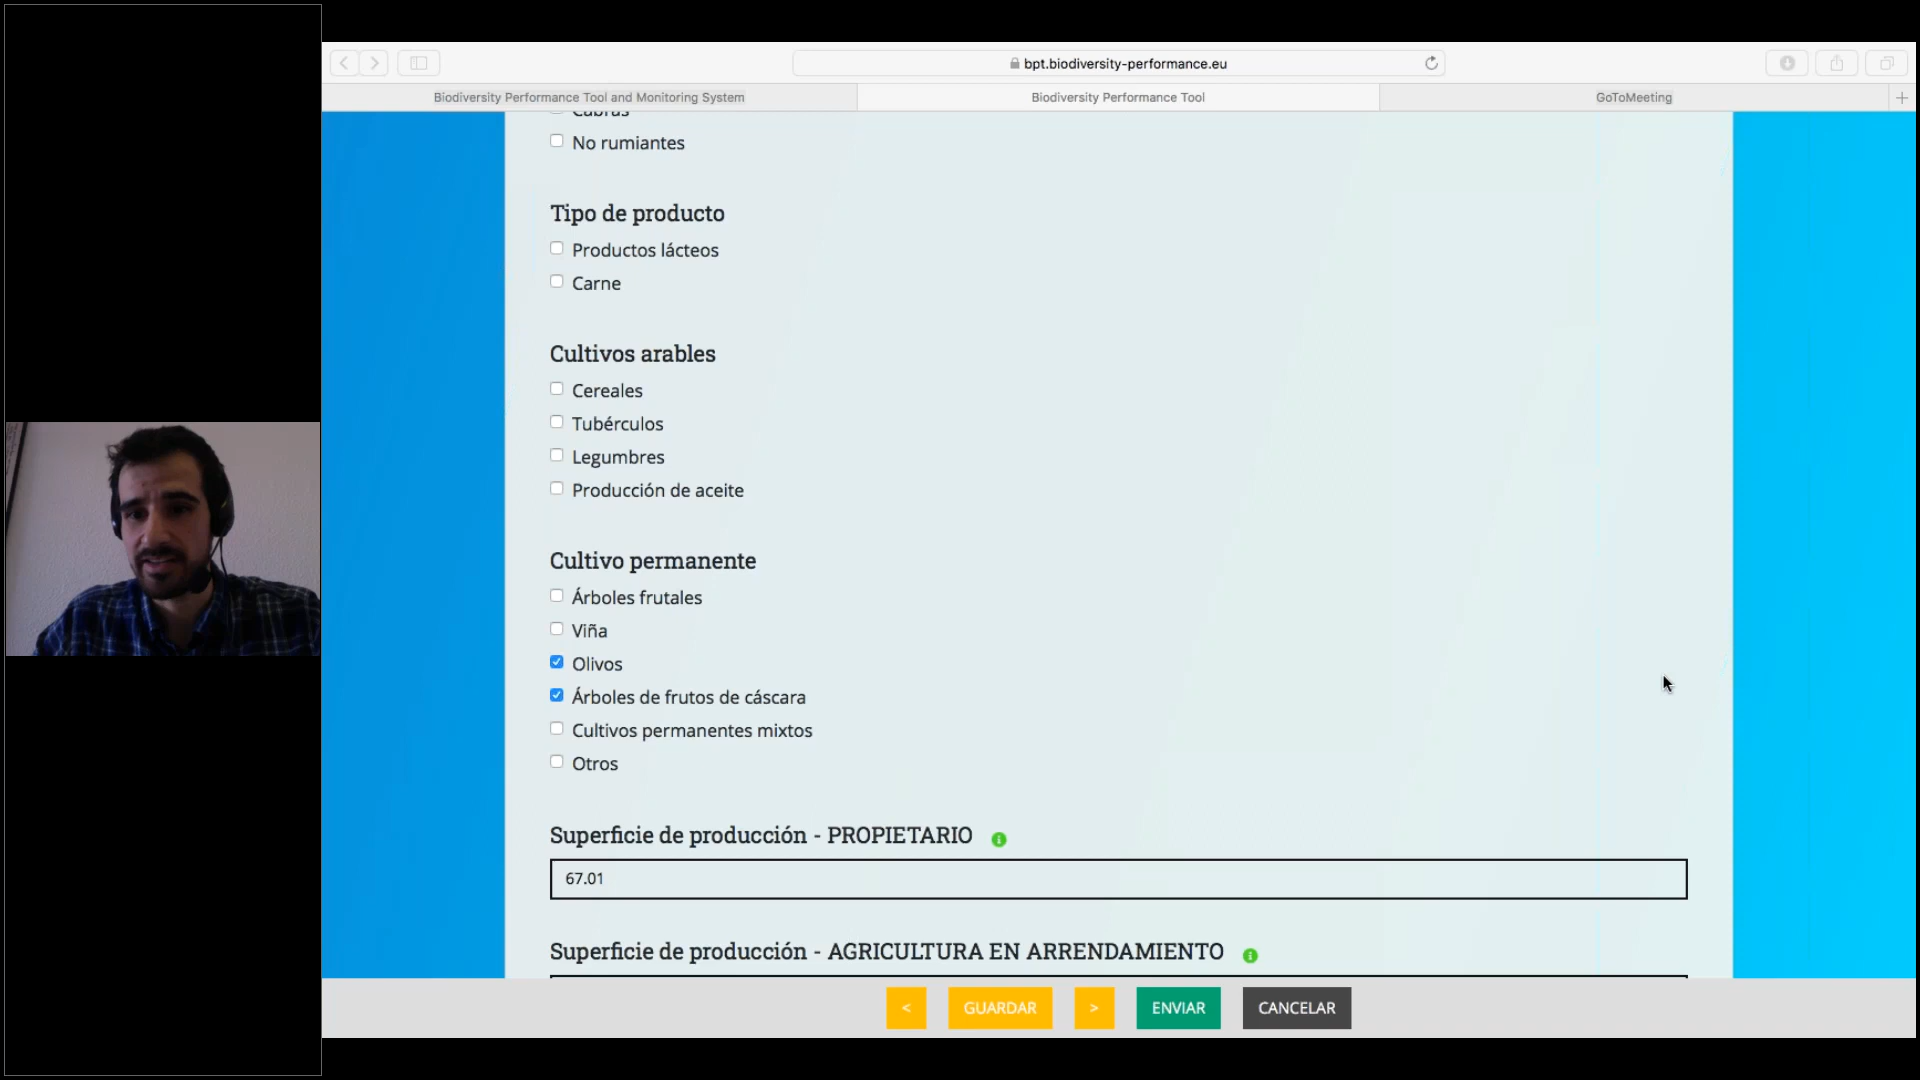 bpt.biodiversity-performance.eu
Biodiversity Performance Tool and Monitoring System
Biodiversity Performance Tool
GoToMeeting
Cabras
No rumiantes
Tipo de producto
Productos lácteos
Carne
Cultivos arables
Cereales
Tubérculos
Legumbres
Producción de aceite
Cultivo permanente
Árboles frutales
Viña
Olivos
Árboles de frutos de cáscara
Cultivos permanentes mixtos
Otros
Superficie de producción - PROPIETARIO
67.01
Superficie de producción - AGRICULTURA EN ARRENDAMIENTO
< GUARDAR > ENVIAR CANCELAR